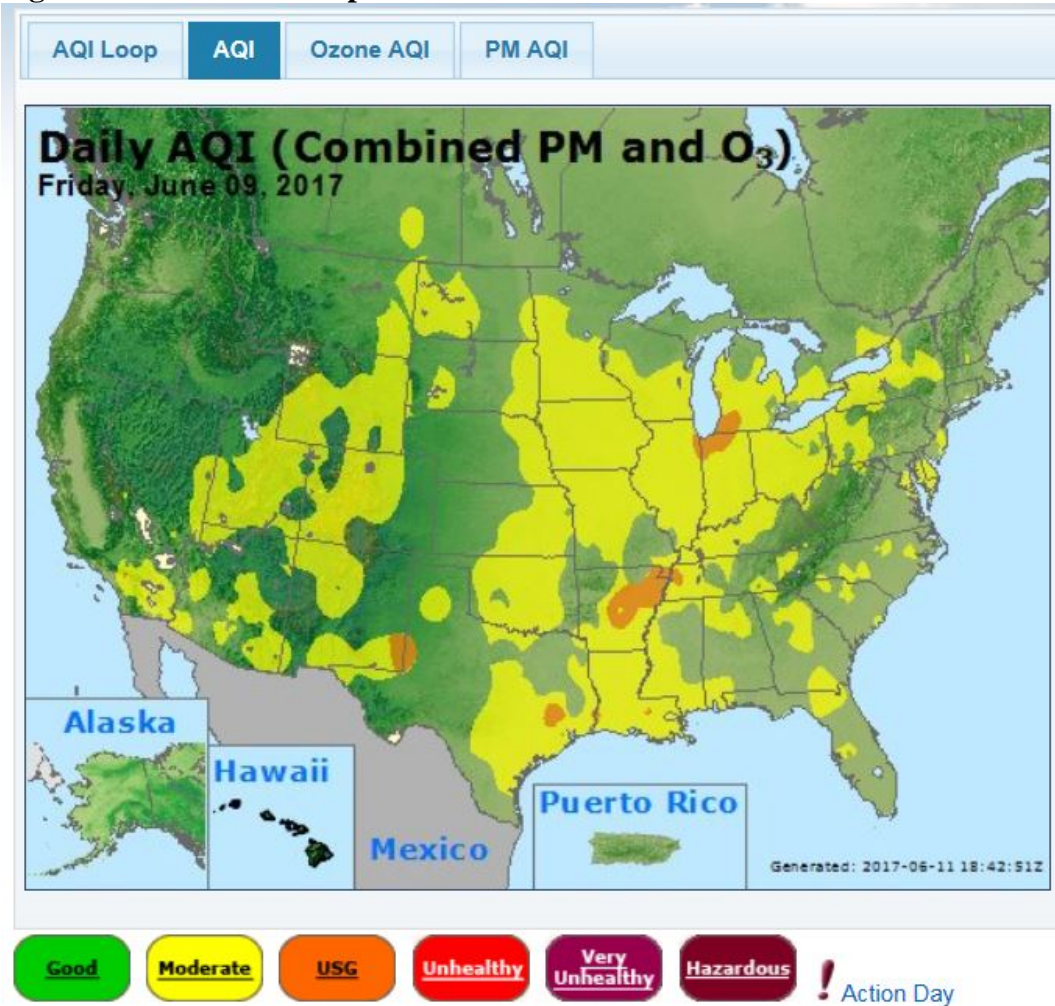 AQI Loop
AQI
Ozone AQI
PM AQI
Daily AQI (Combined PM and O₃)
Friday, June 09, 2017
Alaska
Hawaii
Mexico
Puerto Rico
Generated: 2017-06-11 18:42:51Z
Good
Moderate
USG
Unhealthy
Very
Unhealthy
Hazardous
! Action Day